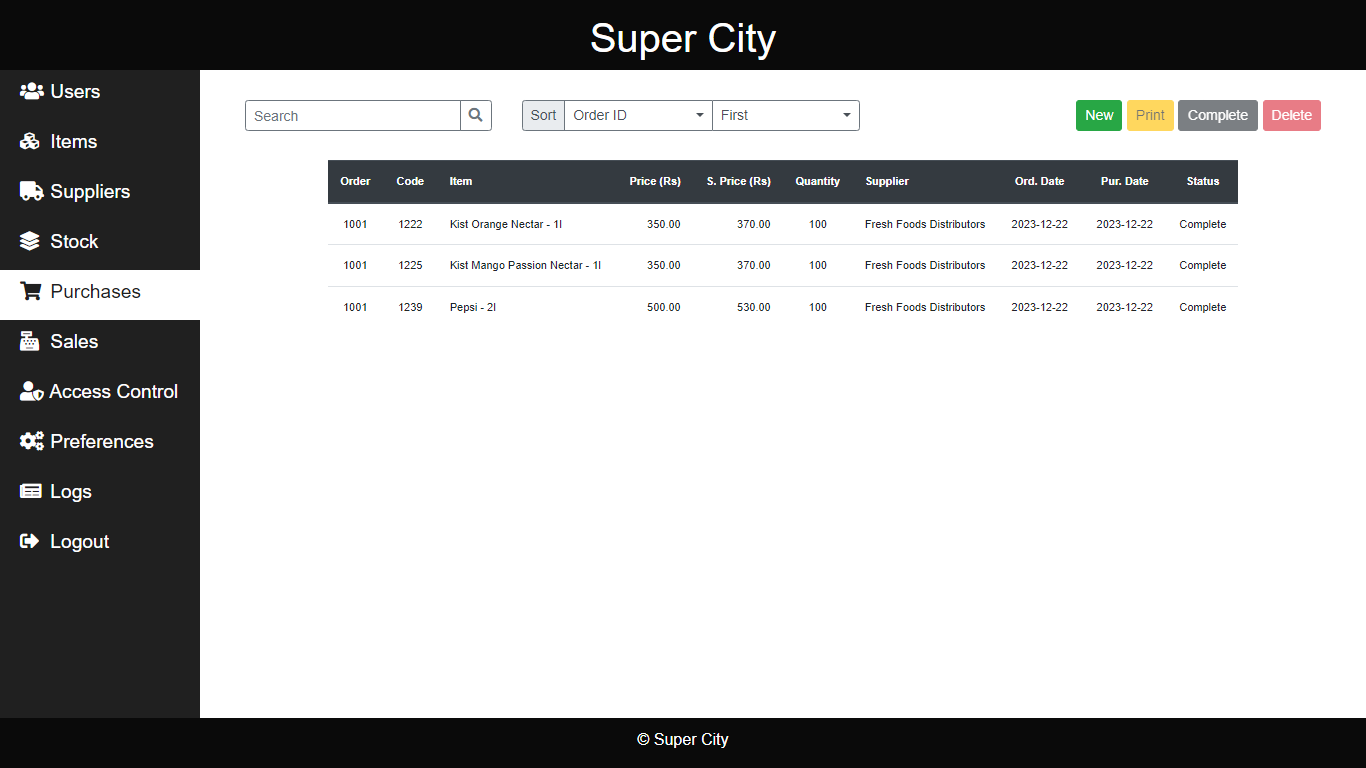 Super City
Users
Items
Suppliers
Stock
Purchases
Sales
Access Control
Preferences
Logs
Logout
Search Sort Order ID First New Print Complete Delete
Order Code Item Price (Rs) S. Price (Rs) Quantity Supplier Ord. Date Pur. Date Status
1001 1222 Kist Orange Nectar - 1l 350.00 370.00 100 Fresh Foods Distributors 2023-12-22 2023-12-22 Complete
1001 1225 Kist Mango Passion Nectar - 1l 350.00 370.00 100 Fresh Foods Distributors 2023-12-22 2023-12-22 Complete
1001 1239 Pepsi - 2l 500.00 530.00 100 Fresh Foods Distributors 2023-12-22 2023-12-22 Complete
© Super City